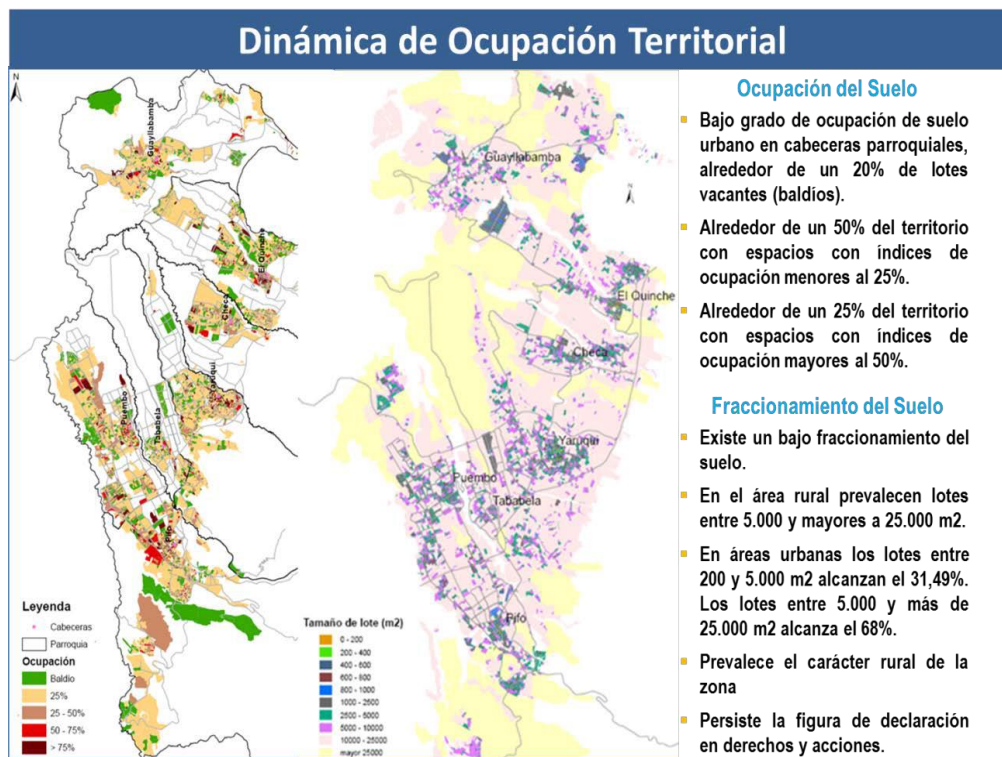 Dinámica de Ocupación Territorial
N
Guayllabamba
El Quinche
Checa
Yaruquí
Puembo
Tababela
Pifo
Leyenda
Cabeceras
Parroquia
Ocupación
Baldio
25%
25 - 50%
50 - 75%
> 75%
N
Guayllabamba
El Quinche
Checa
Yaruqui
Puembo
Tababela
Pifo
Tamaño de lote (m2)
0 - 200
200 - 400
400 - 600
600 - 800
800 - 1000
1000 - 2500
2500 - 5000
5000 - 10000
10000 - 25000
mayor 25000
Ocupación del Suelo
▪ Bajo grado de ocupación de suelo
urbano en cabeceras parroquiales,
alrededor de un 20% de lotes
vacantes (baldíos).
▪ Alrededor de un 50% del territorio
con espacios con índices de
ocupación menores al 25%.
▪ Alrededor de un 25% del territorio
con espacios con índices de
ocupación mayores al 50%.
Fraccionamiento del Suelo
▪ Existe un bajo fraccionamiento del
suelo.
▪ En el área rural prevalecen lotes
entre 5.000 y mayores a 25.000 m2.
▪ En áreas urbanas los lotes entre
200 y 5.000 m2 alcanzan el 31,49%.
Los lotes entre 5.000 y más de
25.000 m2 alcanza el 68%.
▪ Prevalece el carácter rural de la
zona
▪ Persiste la figura de declaración
en derechos y acciones.